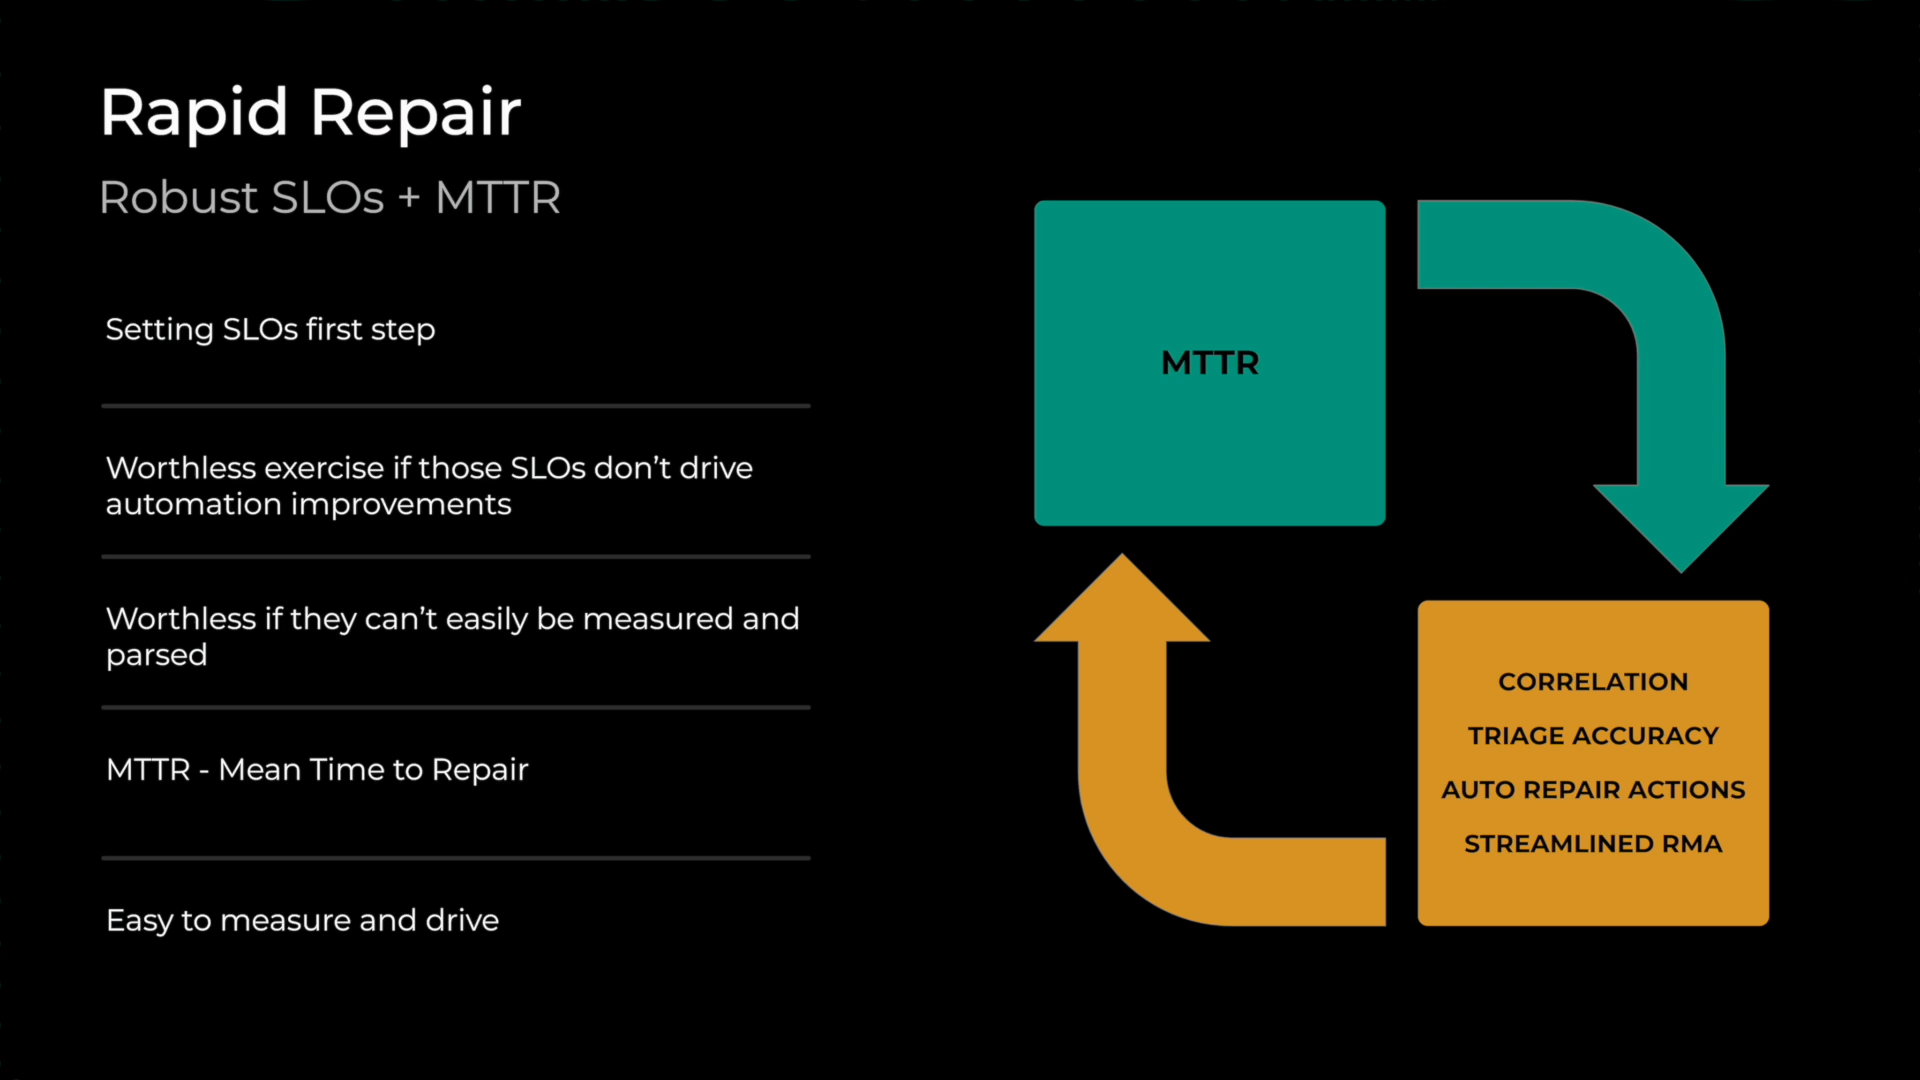 Rapid Repair
Robust SLOs + MTTR
Setting SLOs first step
Worthless exercise if those SLOs don’t drive
automation improvements
Worthless if they can’t easily be measured and
parsed
MTTR - Mean Time to Repair
Easy to measure and drive
MTTR
CORRELATION
TRIAGE ACCURACY
AUTO REPAIR ACTIONS
STREAMLINED RMA